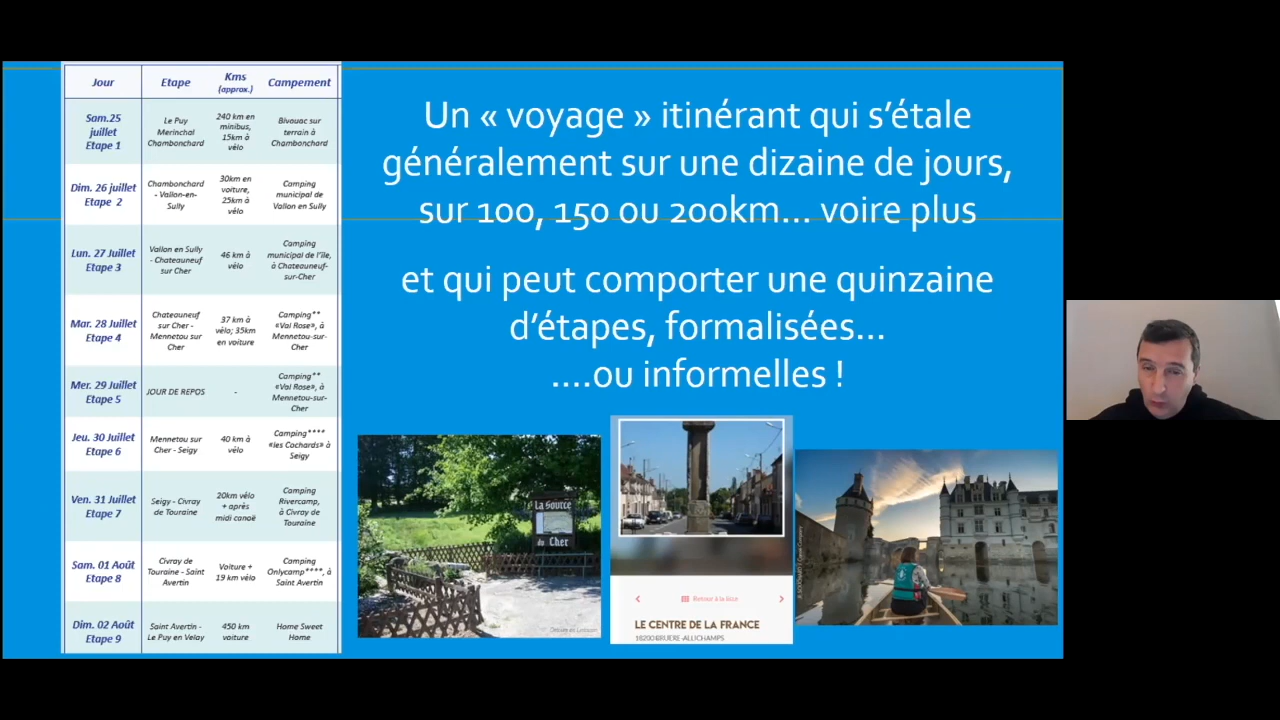 Jour Etape Kms Campement
(approx.)
Sam.25
juillet
Etape 1
Le Puy
Merinchal
Chambonchard
240 km en
minibus,
15km à
vélo
Bivouac sur
terrain à
Chambonchard
Dim. 26 juillet
Etape 2
Chambonchard
- Vallon-en-
Sully
30km en
voiture,
25km à
vélo
Camping
municipal de
Vallon en Sully
Lun. 27 Juillet
Etape 3
Vallon en Sully
- Chateauneuf
sur Cher
46 km à
vélo
Camping
municipal de l'île,
à Chateauneuf-
sur-Cher
Mar. 28 Juillet
Etape 4
Chateauneuf
sur Cher -
Mennetou sur
Cher
37 km à
vélo; 35km
en voiture
Camping**
«Val Rose», à
Mennetou-sur-
Cher
Mer. 29 Juillet
Etape 5
JOUR DE REPOS
-
Camping**
«Val Rose», à
Mennetou-sur-
Cher
Jeu. 30 Juillet
Etape 6
Mennetou sur
Cher - Seigy
40 km à
vélo
Camping****
«les Cochards» à
Seigy
Ven. 31 Juillet
Etape 7
Seigy - Civray
de Touraine
20km vélo
+ après
midi canoë
Camping
Rivercamp,
à Civray de
Touraine
Sam. 01 Août
Etape 8
Civray de
Touraine - Saint
Avertin
Voiture +
19 km vélo
Camping
Onlycamp****, à
Saint Avertin
Dim. 02 Août
Etape 9
Saint Avertin -
Le Puy en Velay
450 km
voiture
Home Sweet
Home
Un « voyage » itinérant qui s'étale
généralement sur une dizaine de jours,
sur 100, 150 ou 200km... voire plus
et qui peut comporter une quinzaine
d'étapes, formalisées...
....ou informelles !
La Source
du Cher
Retour à la liste
LE CENTRE DE LA FRANCE
18200 BRUERE-ALLICHAMPS